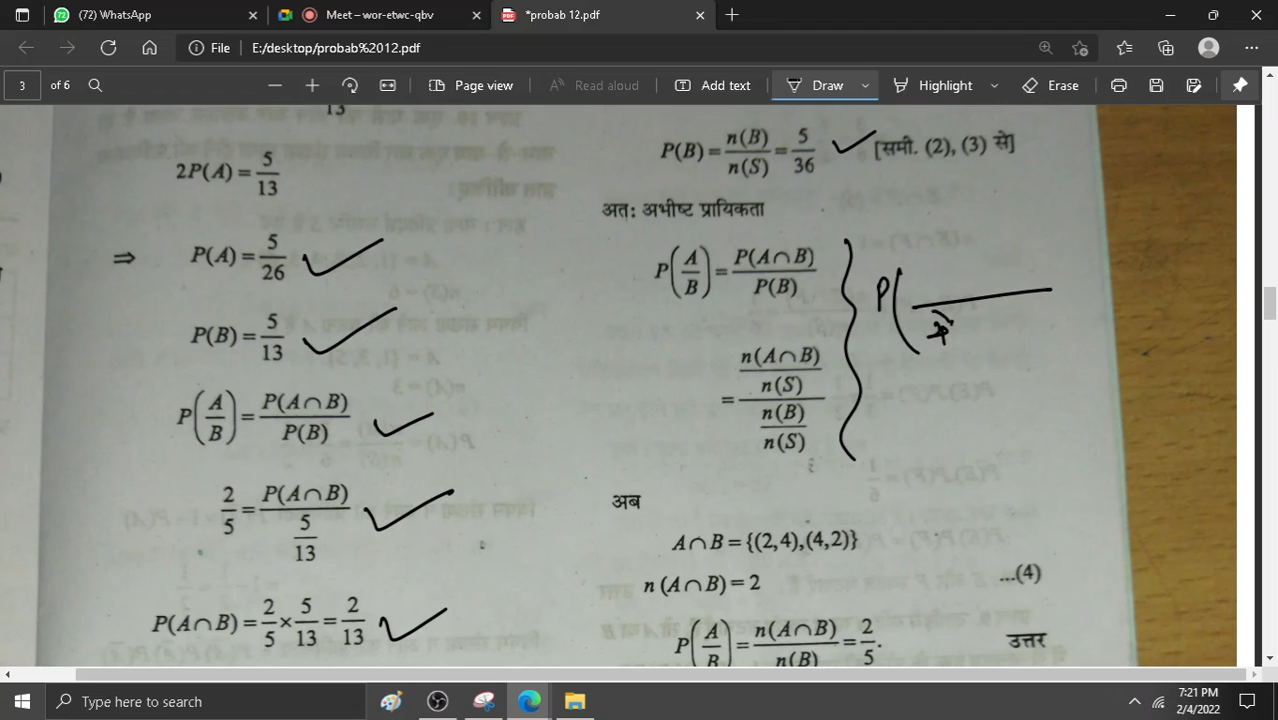 (72) WhatsApp
Meet – wor-etwc-qbv
*probab 12.pdf
File
E:/desktop/probab%2012.pdf
3 of 6
Page view
Read aloud
Add text
Draw
Highlight
Erase
13
2P(A) = 5/13
⇒ P(A) = 5/26
P(B) = 5/13
P(A/B) = P(A∩B)/P(B)
2/5 = P(A∩B)/(5/13)
P(A∩B) = 2/5 × 5/13 = 2/13
P(B) = n(B)/n(S) = 5/36 [समी. (2), (3) से]
अत: अभीष्ट प्रायिकता
P(A/B) = P(A∩B)/P(B)
= (n(A∩B)/n(S))/(n(B)/n(S))
P(
अब
A∩B = {(2,4),(4,2)}
n (A∩B) = 2 ...(4)
P(A/B) = n(A∩B)/n(B) = 2/5. उत्तर
Type here to search
7:21 PM
2/4/2022